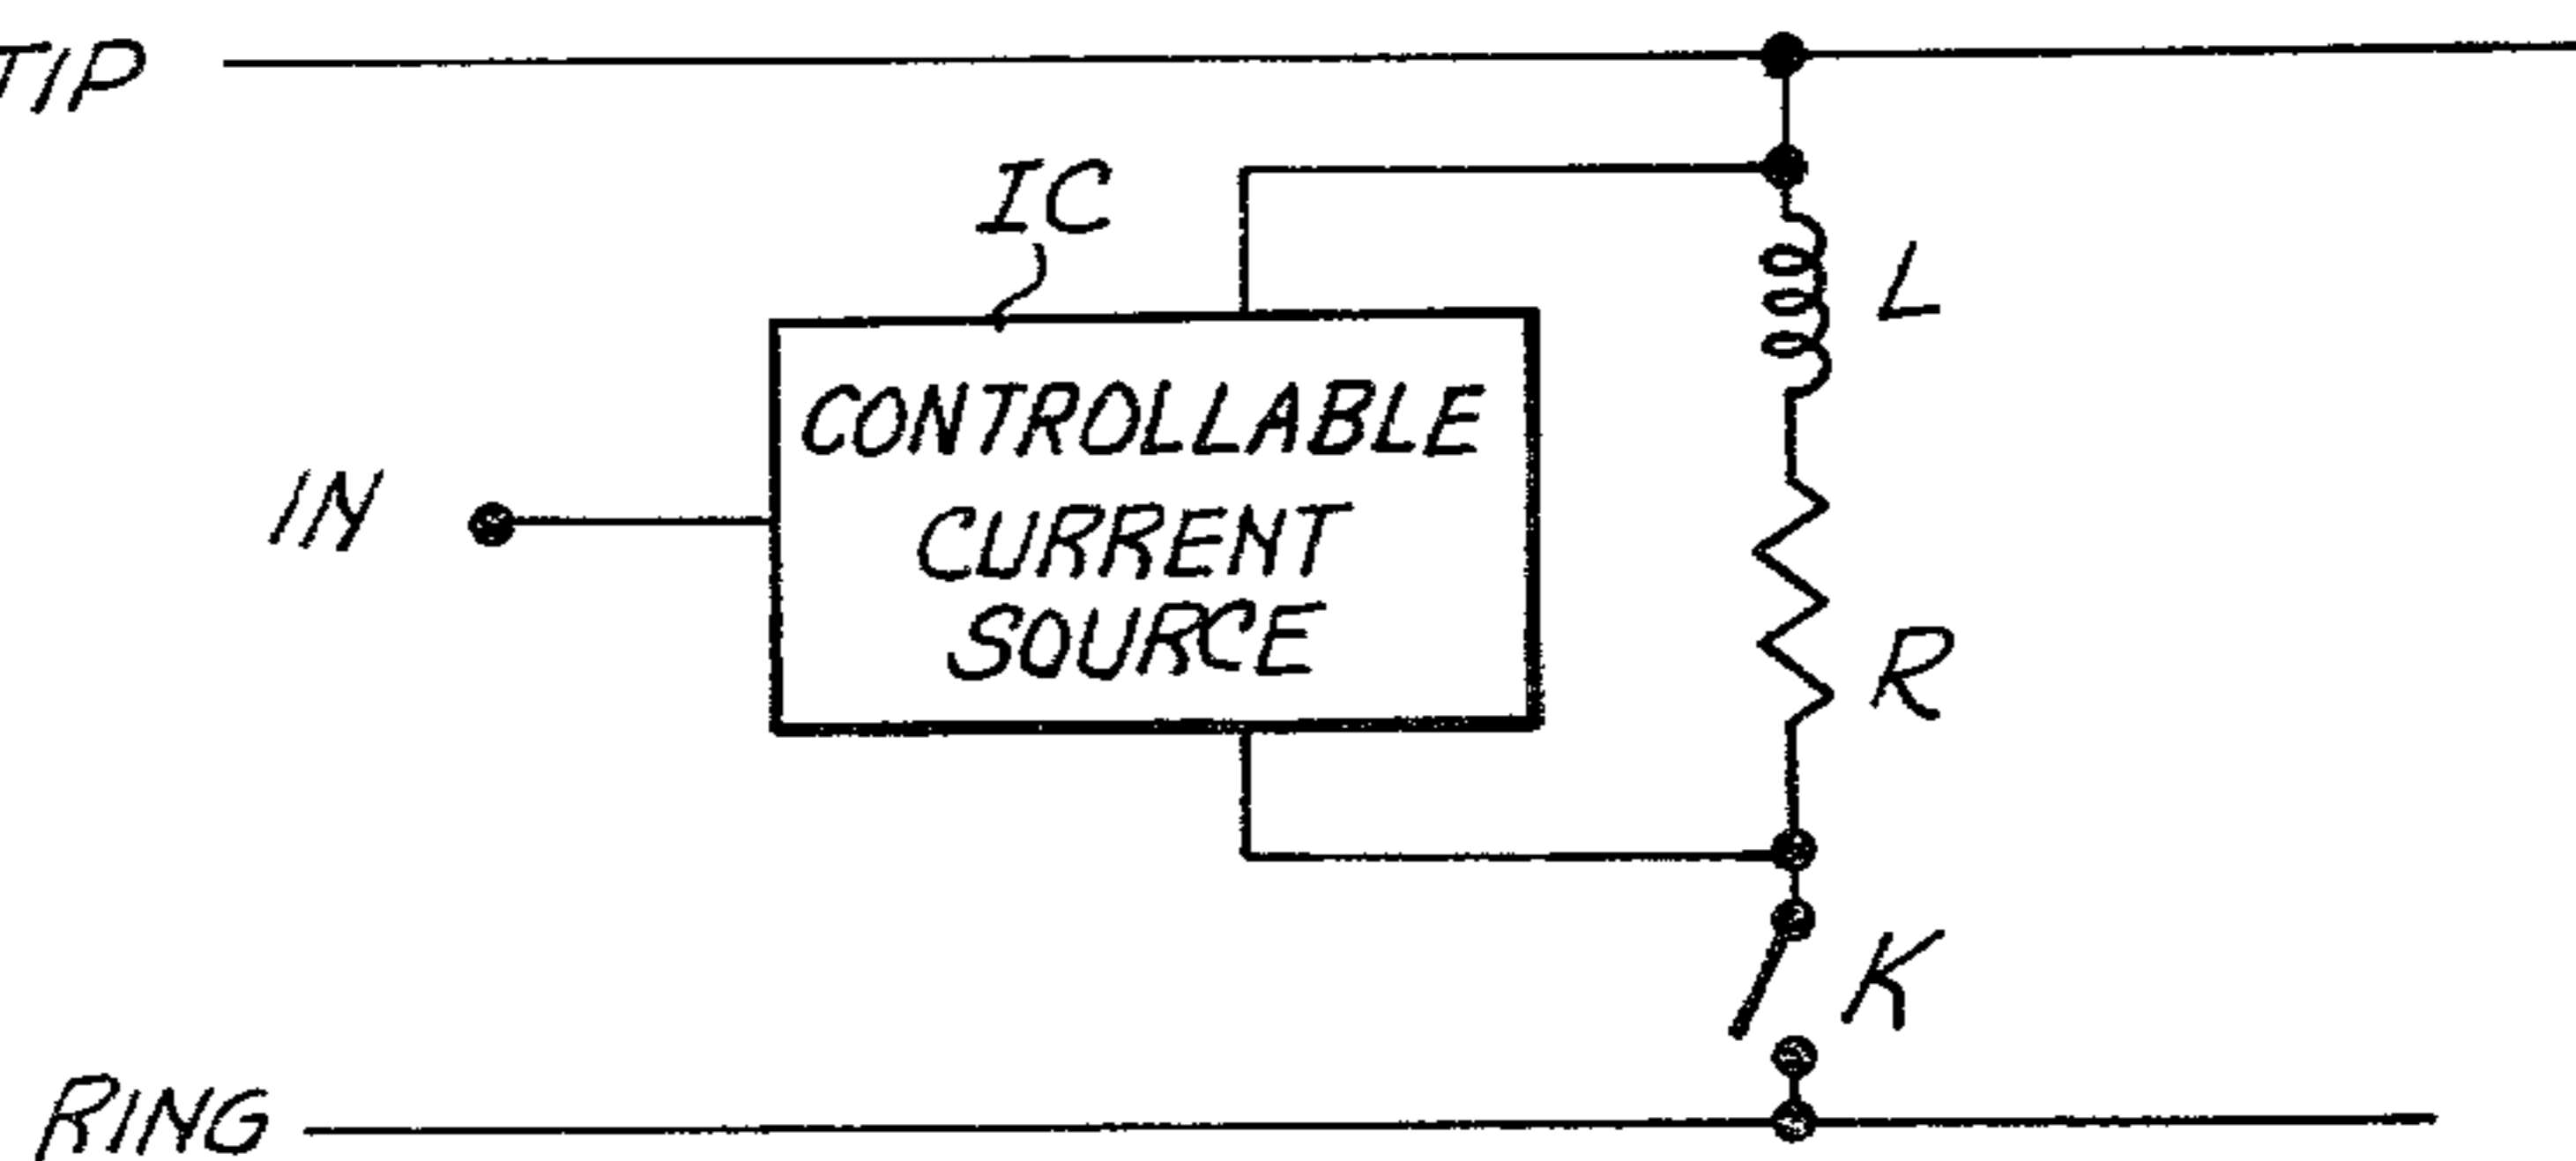 TIP
IC
L
CONTROLLABLE
CURRENT
SOURCE
IN
R
K
RING